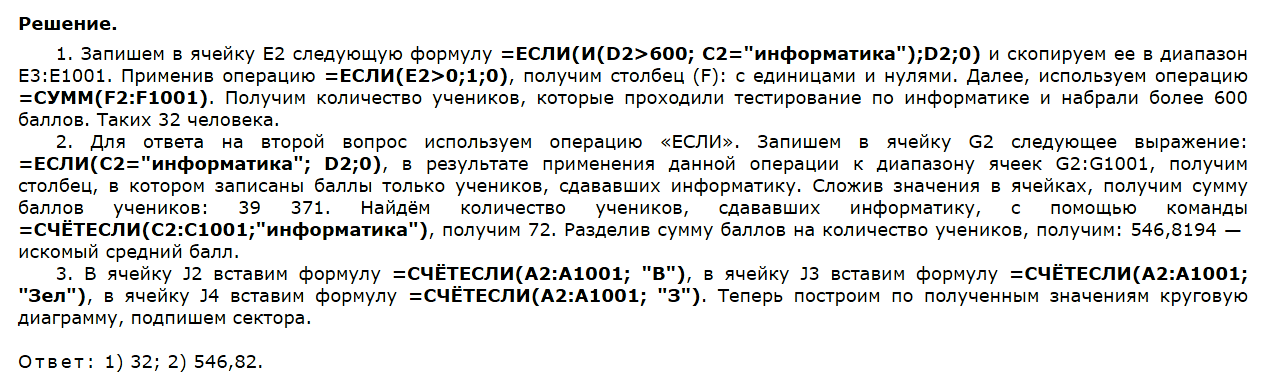 Решение.
1. Запишем в ячейку E2 следующую формулу =ЕСЛИ(И(D2>600; C2="информатика");D2;0) и скопируем ее в диапазон
E3:E1001. Применив операцию =ЕСЛИ(E2>0;1;0), получим столбец (F): с единицами и нулями. Далее, используем операцию
=СУММ(F2:F1001). Получим количество учеников, которые проходили тестирование по информатике и набрали более 600
баллов. Таких 32 человека.
2. Для ответа на второй вопрос используем операцию «ЕСЛИ». Запишем в ячейку G2 следующее выражение:
=ЕСЛИ(C2="информатика"; D2;0), в результате применения данной операции к диапазону ячеек G2:G1001, получим
столбец, в котором записаны баллы только учеников, сдававших информатику. Сложив значения в ячейках, получим сумму
баллов учеников: 39 371. Найдём количество учеников, сдававших информатику, с помощью команды
=СЧЁТЕСЛИ(C2:C1001;"информатика"), получим 72. Разделив сумму баллов на количество учеников, получим: 546,8194 —
искомый средний балл.
3. В ячейку J2 вставим формулу =СЧЁТЕСЛИ(A2:A1001; "В"), в ячейку J3 вставим формулу =СЧЁТЕСЛИ(A2:A1001;
"Зел"), в ячейку J4 вставим формулу =СЧЁТЕСЛИ(A2:A1001; "З"). Теперь построим по полученным значениям круговую
диаграмму, подпишем сектора.
Ответ: 1) 32; 2) 546,82.